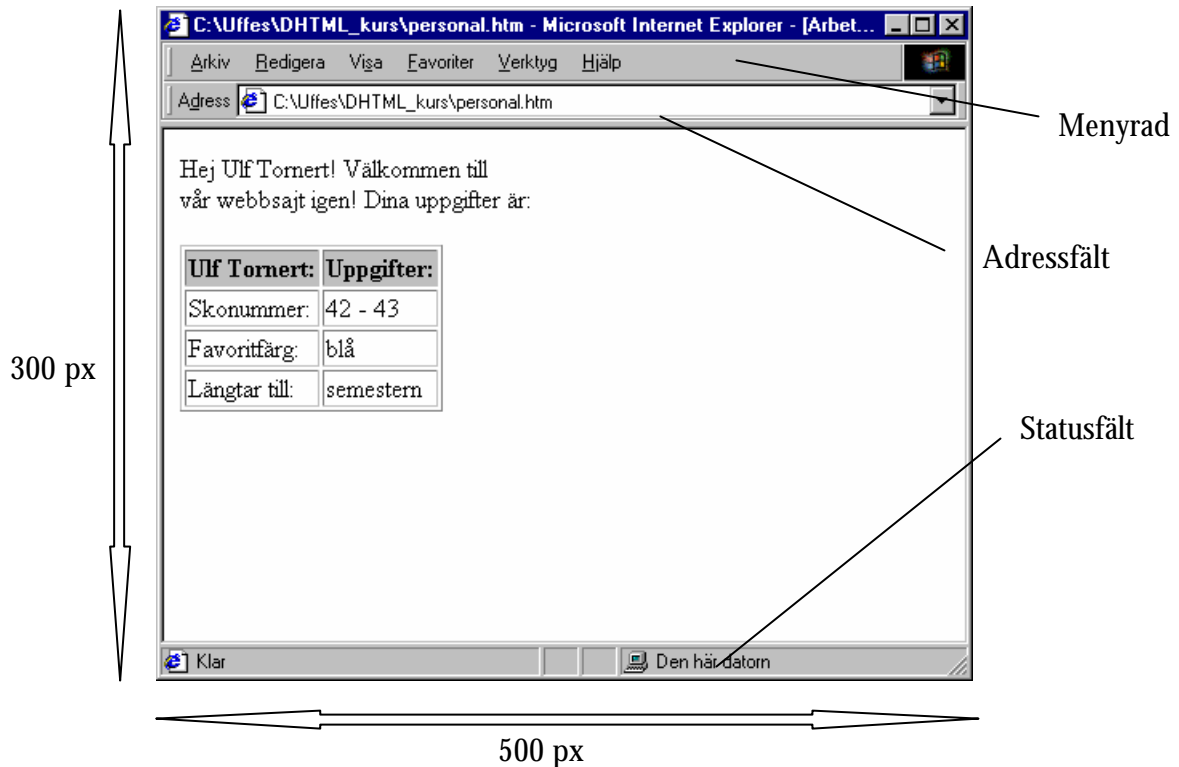 C:\Uffes\DHTML_kurs\personal.htm - Microsoft Internet Explorer - [Arbet...
Arkiv Redigera Visa Favoriter Verktyg Hjälp
Adress C:\Uffes\DHTML_kurs\personal.htm
Menyrad
Hej Ulf Tornert! Välkommen till
vår webbsajt igen! Dina uppgifter är:
Adressfält
Ulf Tornert: Uppgifter:
Skonummer: 42 - 43
Favoritfärg: blå
Längtar till: semestern
300 px
Statusfält
Klar Den här datorn
500 px